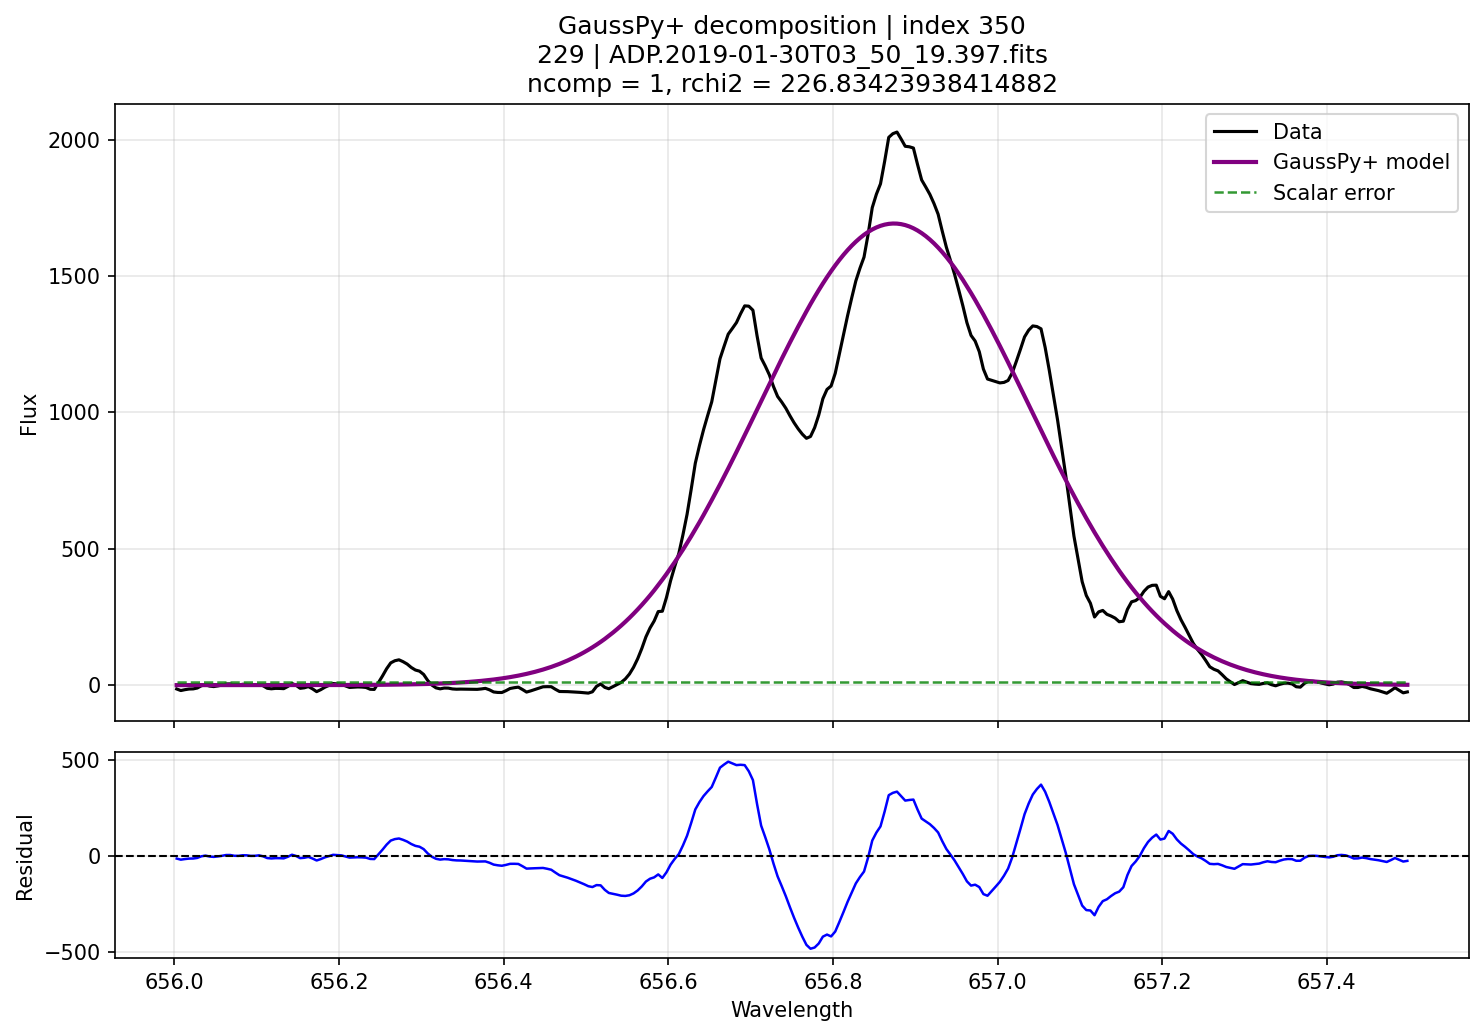 GaussPy+ decomposition | index 350
229 | ADP.2019-01-30T03_50_19.397.fits
ncomp = 1, rchi2 = 226.83423938414882
Data
GaussPy+ model
Scalar error
2000
1500
1000
500
0
Flux
500
0
−500
Residual
656.0 656.2 656.4 656.6 656.8 657.0 657.2 657.4
Wavelength